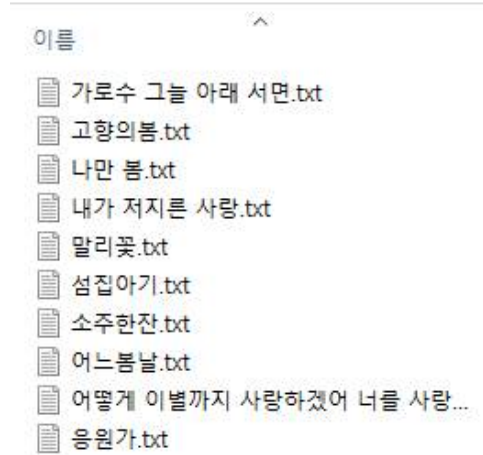 이름
가로수 그늘 아래 서면.txt
고향의봄.txt
나만 봄.txt
내가 저지른 사랑.txt
말리꽃.txt
섬집아기.txt
소주한잔.txt
어느봄날.txt
어떻게 이별까지 사랑하겠어 너를 사랑...
응원가.txt